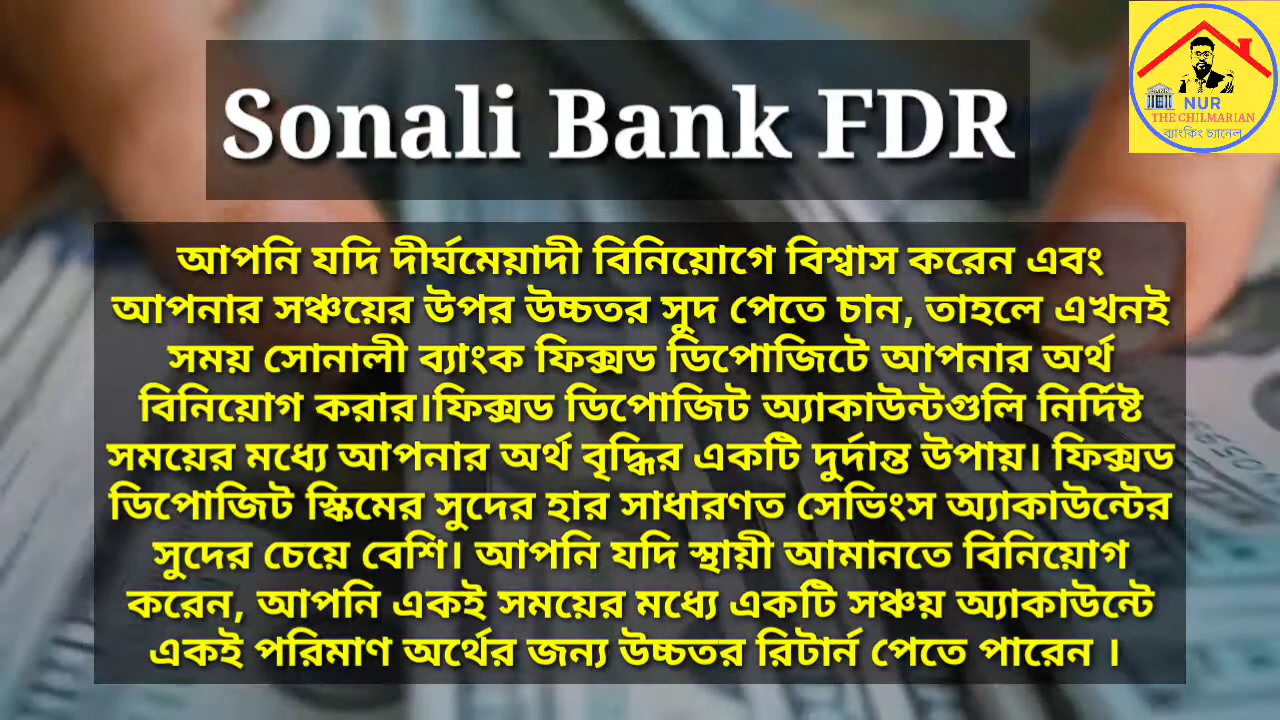 Sonali Bank FDR
NUR
THE CHILMARIAN
ব্যাংকিং চ্যানেল
আপনি যদি দীর্ঘমেয়াদী বিনিয়োগে বিশ্বাস করেন এবং
আপনার সঞ্চয়ের উপর উচ্চতর সুদ পেতে চান, তাহলে এখনই
সময় সোনালী ব্যাংক ফিক্সড ডিপোজিটে আপনার অর্থ
বিনিয়োগ করার।ফিক্সড ডিপোজিট অ্যাকাউন্টগুলি নির্দিষ্ট
সময়ের মধ্যে আপনার অর্থ বৃদ্ধির একটি দুর্দান্ত উপায়। ফিক্সড
ডিপোজিট স্কিমের সুদের হার সাধারণত সেভিংস অ্যাকাউন্টের
সুদের চেয়ে বেশি। আপনি যদি স্থায়ী আমানতে বিনিয়োগ
করেন, আপনি একই সময়ের মধ্যে একটি সঞ্চয় অ্যাকাউন্টে
একই পরিমাণ অর্থের জন্য উচ্চতর রিটার্ন পেতে পারেন ।